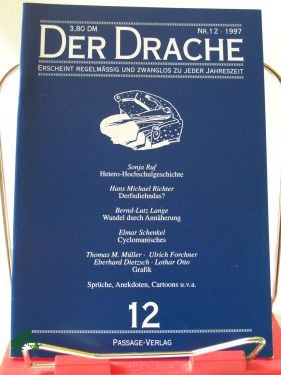 3,80 DM
NR. 12 · 1997
DER DRACHE
ERSCHEINT REGELMÄSSIG UND ZWANGLOS ZU JEDER JAHRESZEIT
Sonja Ruf
Hetero-Hochschulgeschichte
Hans Michael Richter
Derfndiehndas?
Bernd-Lutz Lange
Wandel durch Annäherung
Elmar Schenkel
Cyclomanisches
Thomas M. Müller · Ulrich Forchner
Eberhard Dietzsch · Lothar Otto
Grafik
Sprüche, Anekdoten, Cartoons u.v.a.
12
PASSAGE-VERLAG